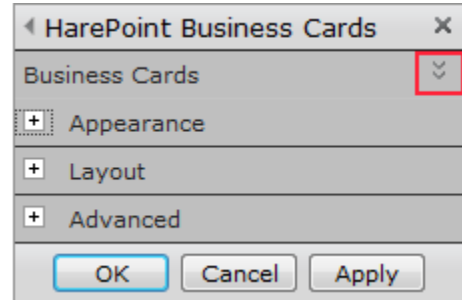 HarePoint Business Cards
Business Cards
Appearance
Layout
Advanced
OK Cancel Apply